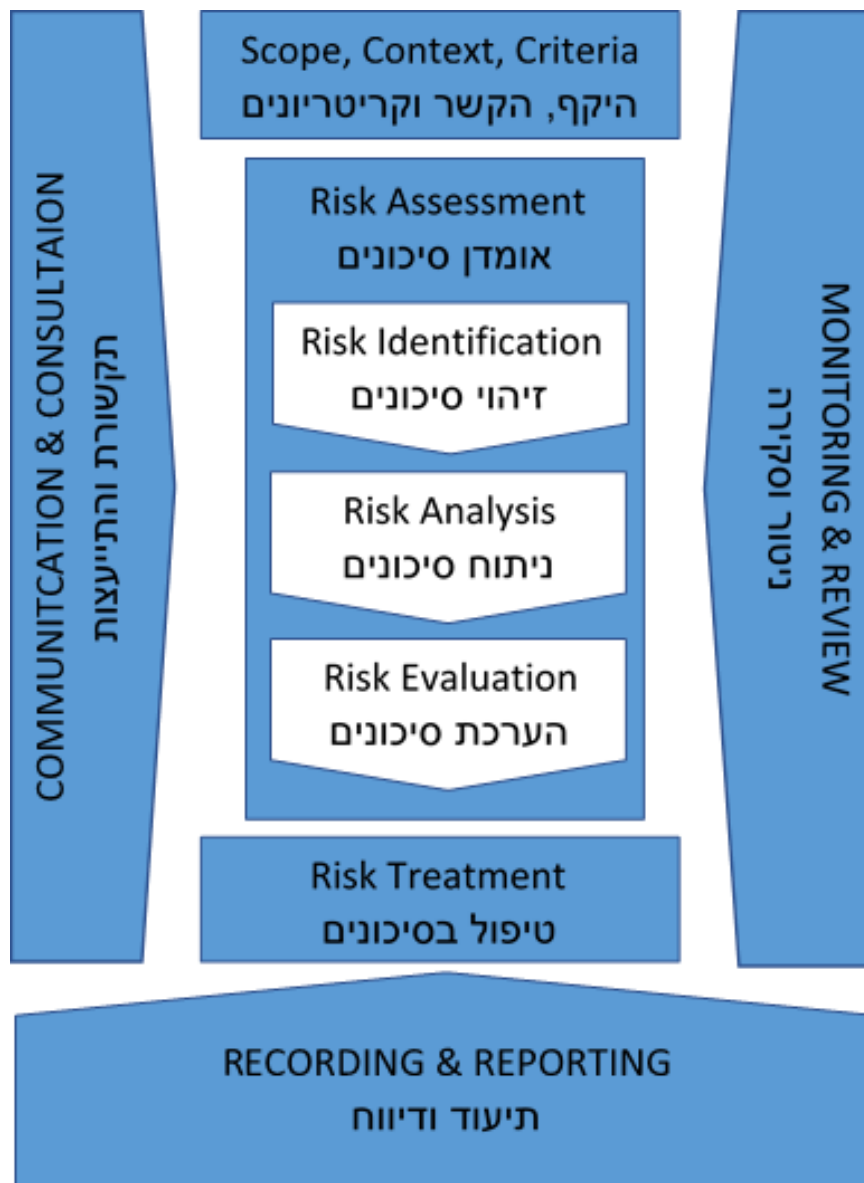 Scope, Context, Criteria
היקף, הקשר וקריטריונים
Risk Assessment
אומדן סיכונים
Risk Identification
זיהוי סיכונים
Risk Analysis
ניתוח סיכונים
Risk Evaluation
הערכת סיכונים
Risk Treatment
טיפול בסיכונים
COMMUNITCATION & CONSULTAION
תקשורת והתייעצות
MONITORING & REVIEW
ניטור וסקירה
RECORDING & REPORTING
תיעוד ודיווח